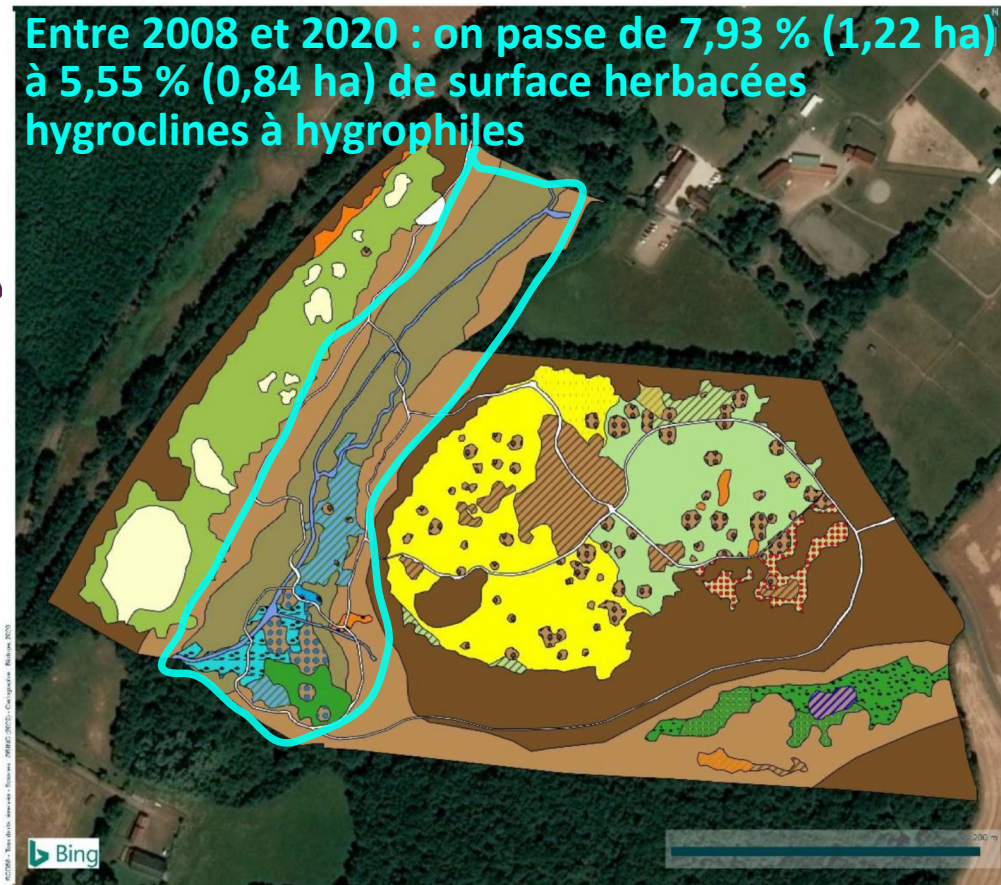 Entre 2008 et 2020 : on passe de 7,93 % (1,22 ha)
à 5,55 % (0,84 ha) de surface herbacées
hygroclines à hygrophiles
N
200 m
Bing